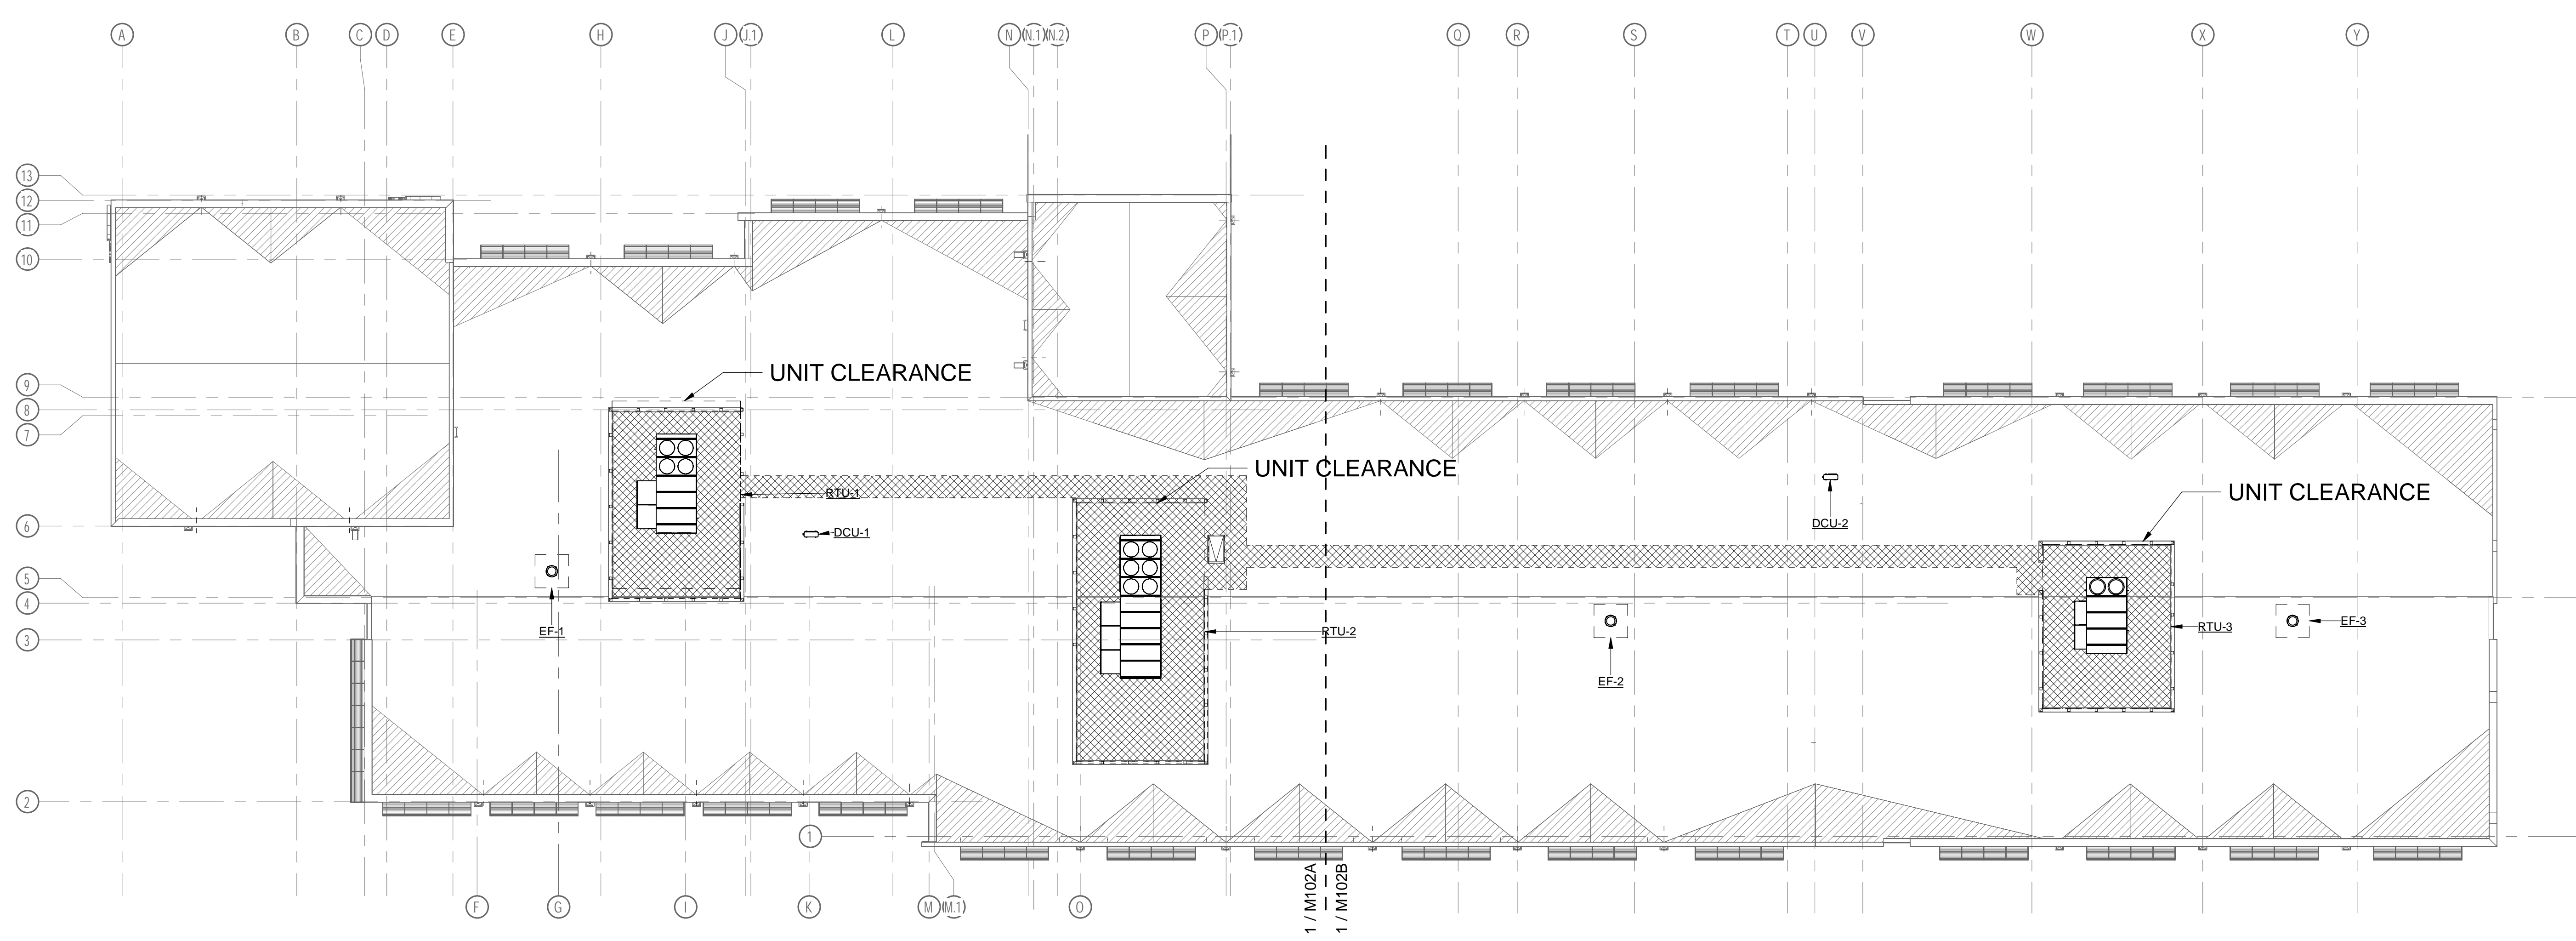 A B C D E H J J.1 L N N.1 N.2 P P.1 Q R S T U V W X Y
13
12
11
10
UNIT CLEARANCE
9
8
7
UNIT CLEARANCE
UNIT CLEARANCE
RTU-1
DCU-1
DCU-2
6
5
4
3
EF-1
RTU-2
EF-2
RTU-3
EF-3
2
1
1 / M102A
1 / M102B
F G I K M M.1 O